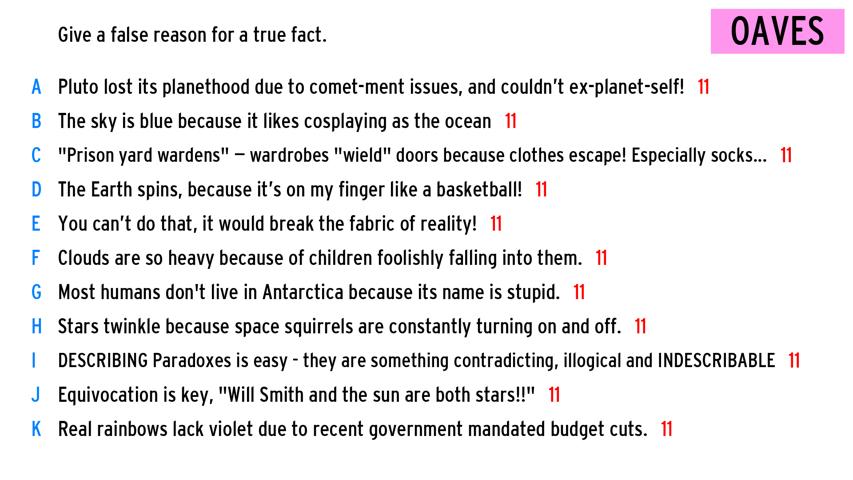 Give a false reason for a true fact.
OAVES
A Pluto lost its planethood due to comet-ment issues, and couldn't ex-planet-self! 11
B The sky is blue because it likes cosplaying as the ocean 11
C "Prison yard wardens" – wardrobes "wield" doors because clothes escape! Especially socks... 11
D The Earth spins, because it's on my finger like a basketball! 11
E You can't do that, it would break the fabric of reality! 11
F Clouds are so heavy because of children foolishly falling into them. 11
G Most humans don't live in Antarctica because its name is stupid. 11
H Stars twinkle because space squirrels are constantly turning on and off. 11
I DESCRIBING Paradoxes is easy - they are something contradicting, illogical and INDESCRIBABLE 11
J Equivocation is key, "Will Smith and the sun are both stars!!" 11
K Real rainbows lack violet due to recent government mandated budget cuts. 11